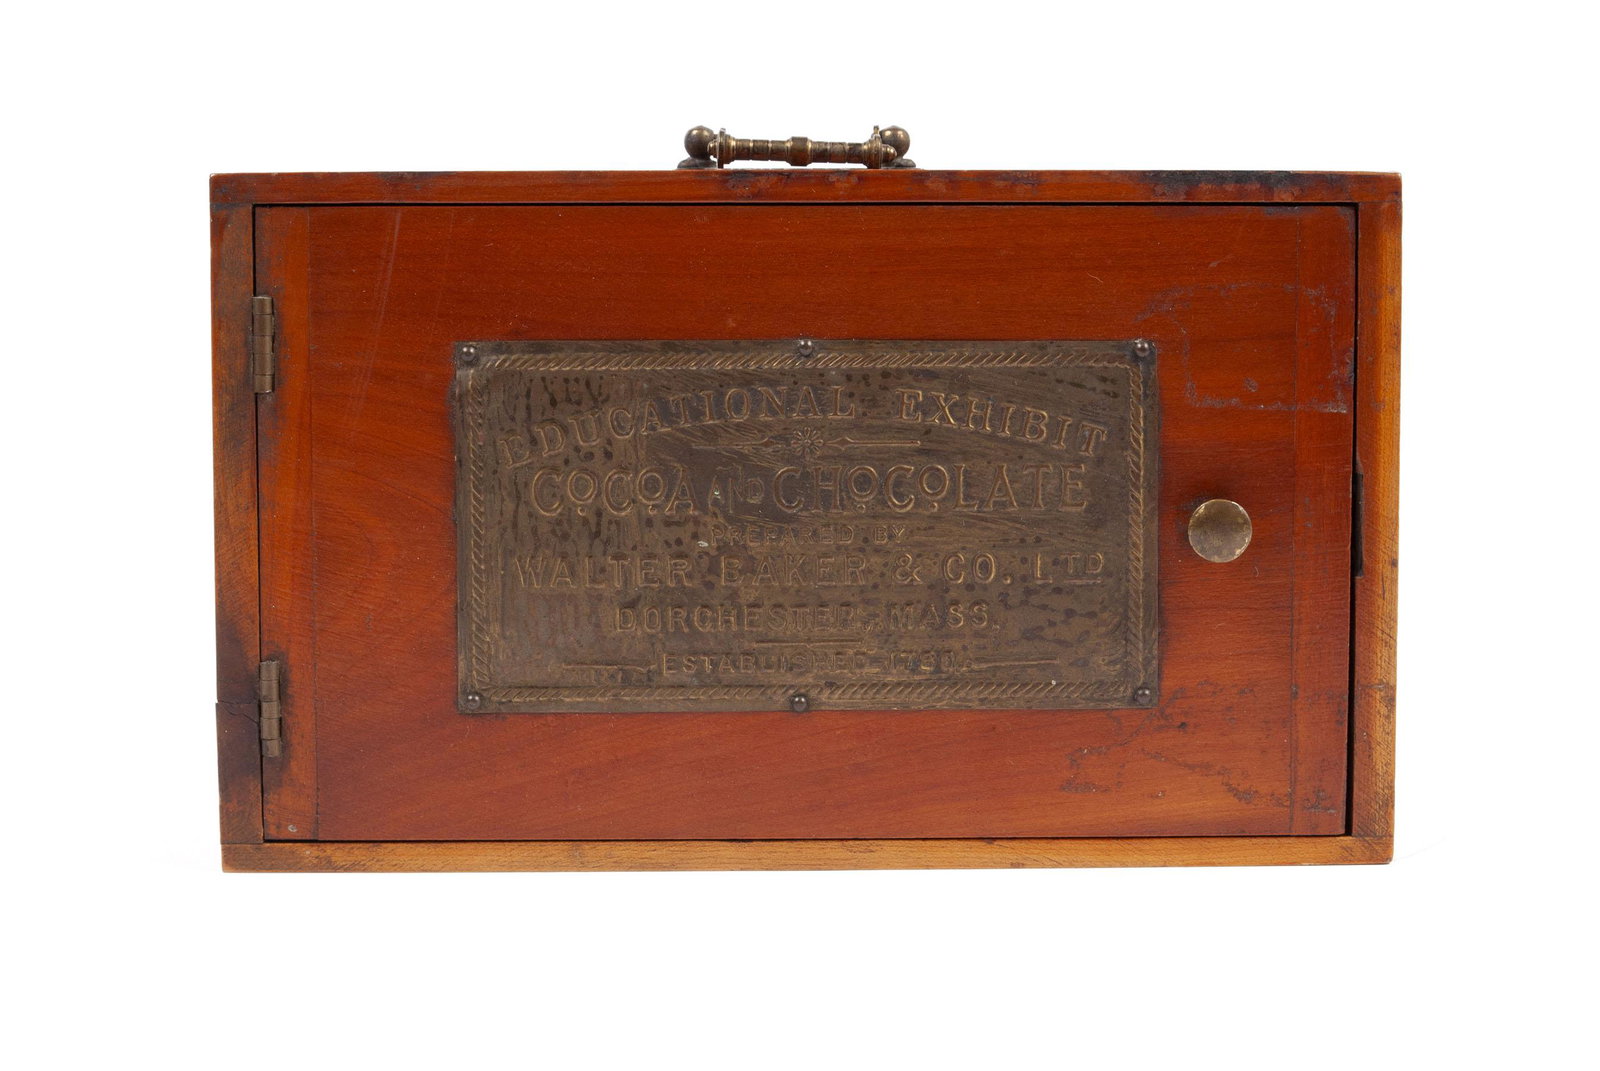 EDUCATIONAL EXHIBIT
COCOA AND CHOCOLATE
PREPARED BY
WALTER BAKER & CO. LTD
DORCHESTER, MASS.
ESTABLISHED 1780.